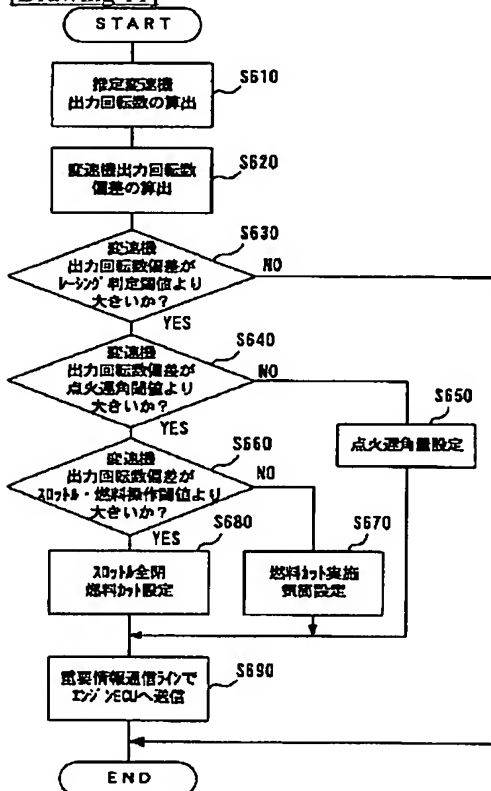 [Drawing 11]
START
推定変速機
出力回転数の算出
S610
変速機出力回転数
偏差の算出
S620
変速機
出力回転数偏差が
ﾚｰｼﾝｸﾞ判定閾値より
大きいか?
S630
NO
YES
変速機
出力回転数偏差が
点火遅角閾値より
大きいか?
S640
NO
YES
点火遅角量設定
S650
変速機
出力回転数偏差が
ｽﾛｯﾄﾙ・燃料操作閾値より
大きいか?
S660
NO
YES
ｽﾛｯﾄﾙ全閉
燃料ｶｯﾄ設定
S680
燃料ｶｯﾄ実施
気筒設定
S670
重要情報通信ﾗｲﾝで
ｴﾝｼﾞﾝECUへ送信
S690
END